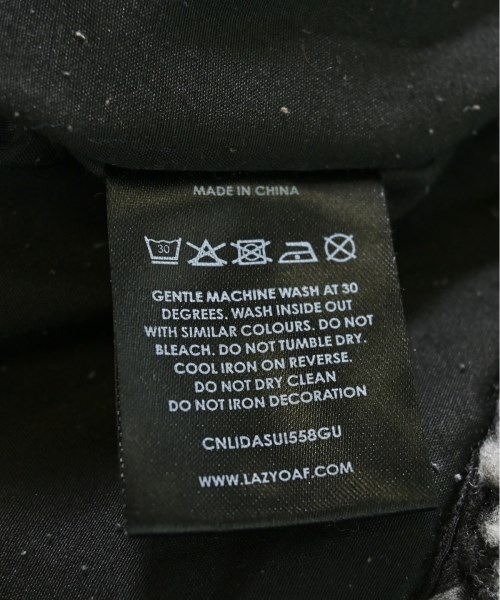 MADE IN CHINA
30
GENTLE MACHINE WASH AT 30
DEGREES. WASH INSIDE OUT
WITH SIMILAR COLOURS. DO NOT
BLEACH. DO NOT TUMBLE DRY.
COOL IRON ON REVERSE.
DO NOT DRY CLEAN
DO NOT IRON DECORATION
CNLIDASUI558GU
WWW.LAZYOAF.COM